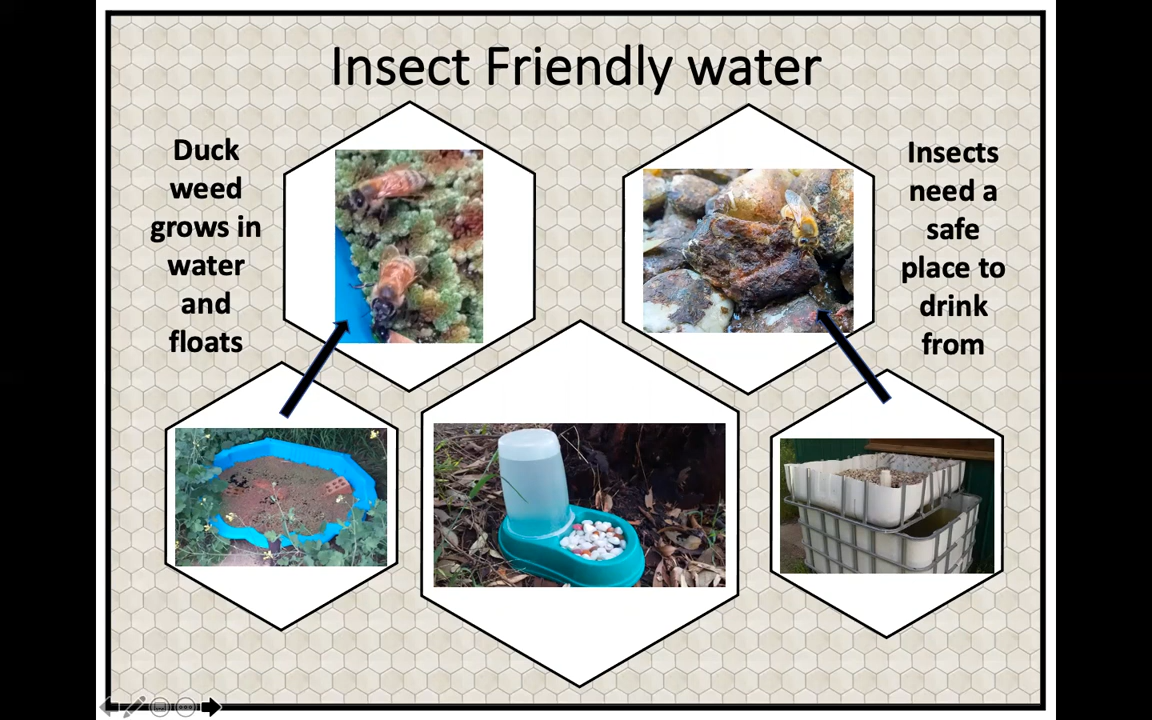 Insect Friendly water
Duck
weed
grows in
water
and
floats
Insects
need a
safe
place to
drink
from